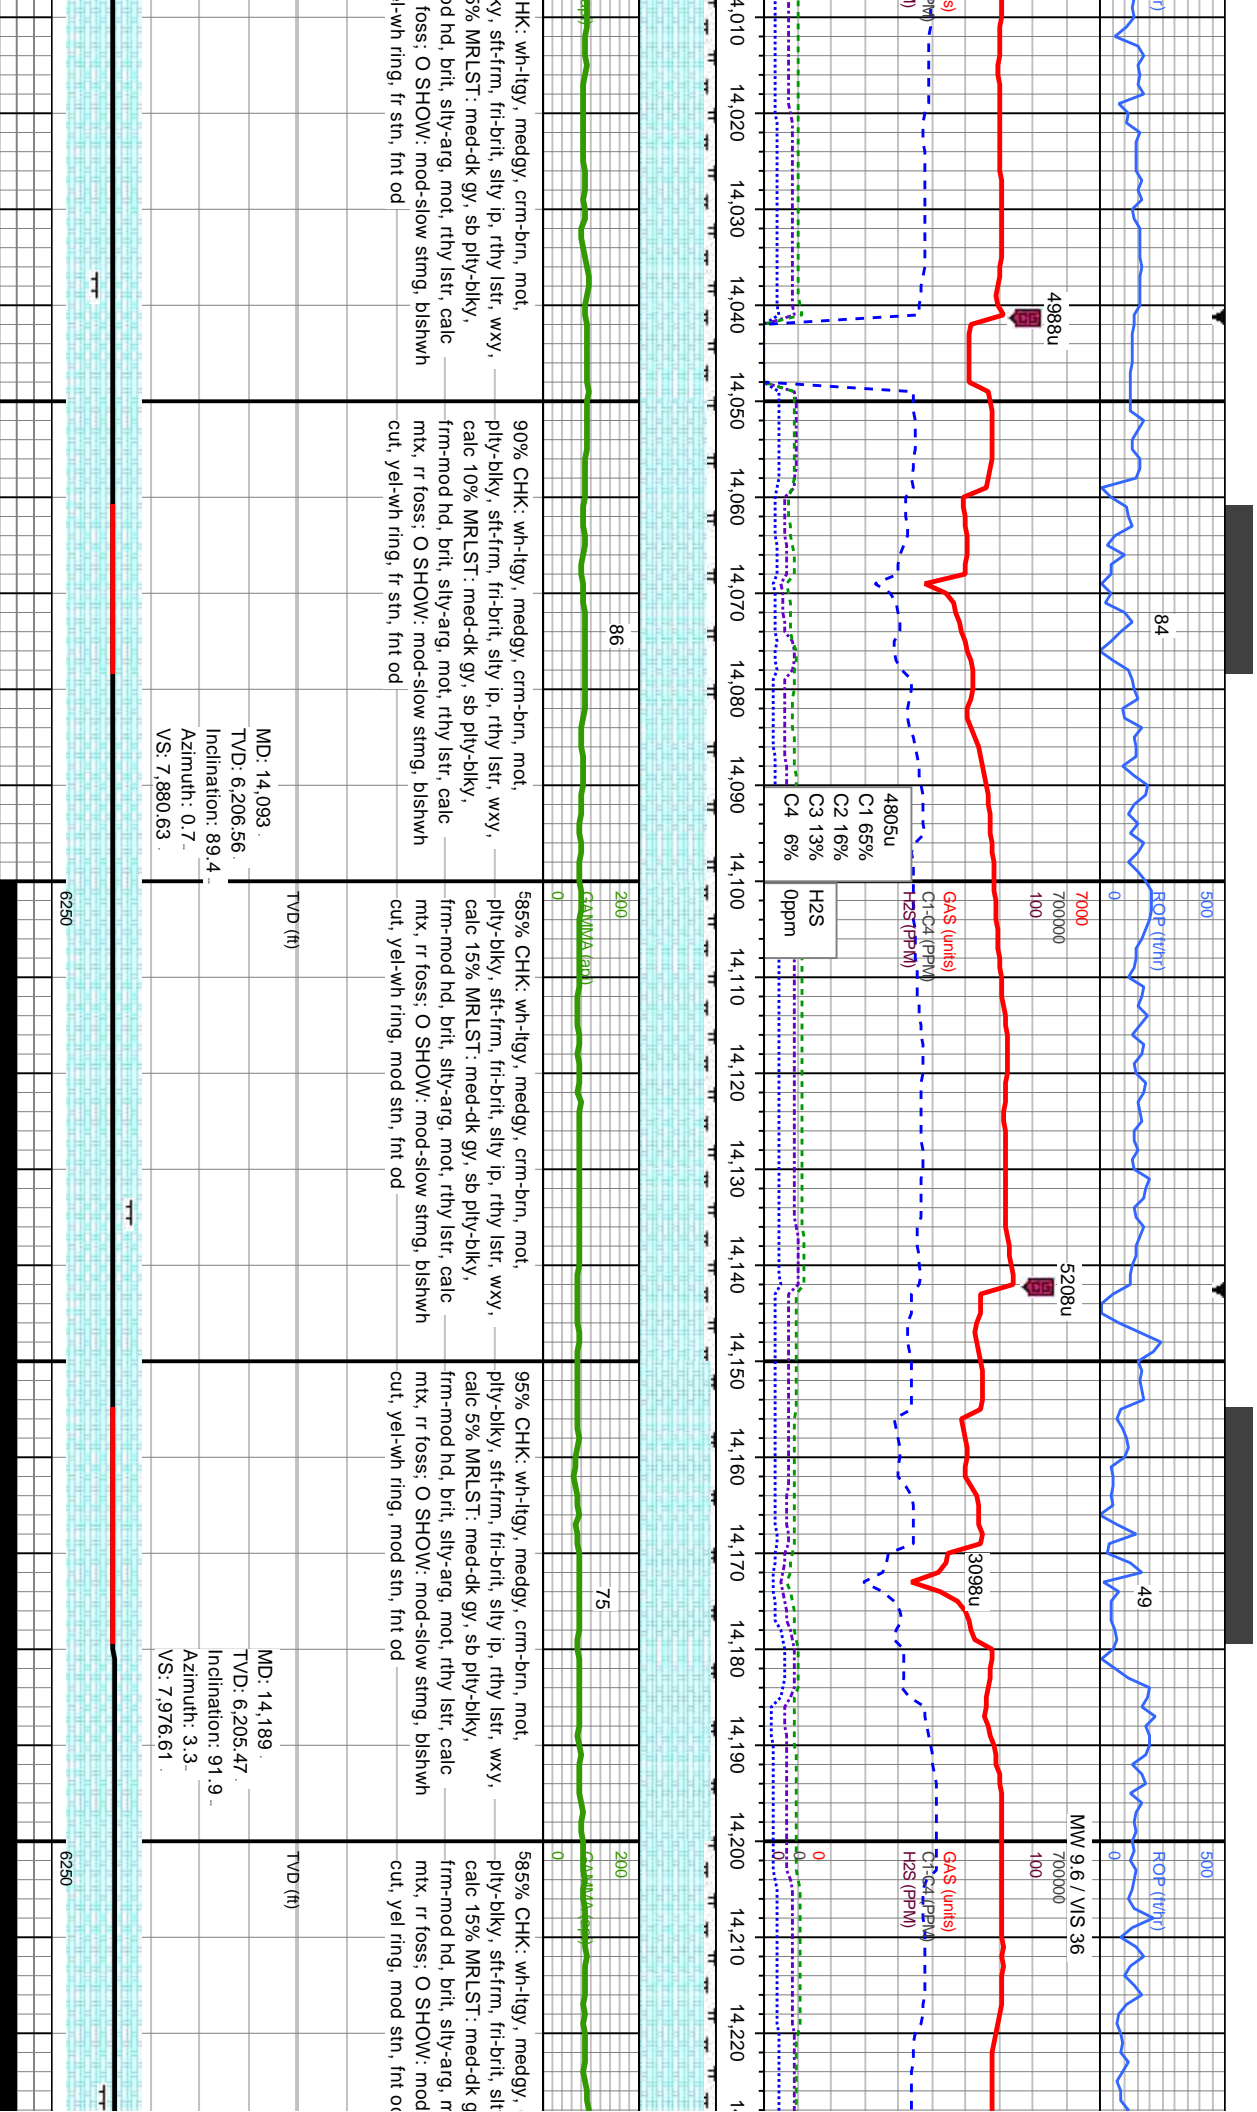 ROP (ft/hr)
0
500
ROP (ft/hr)
0
500
84
49
4988u
5208u
3098u
MW 9.6 / VIS 36
7000
700000
100
GAS (units)
C1-C4 (PPM)
H2S (PPM)
700000
100
GAS (units)
C1-C4 (PPM)
H2S (PPM)
0
0
4805u
C1 65%
C2 16%
C3 13%
C4 6%
H2S
0ppm
14,020
14,030
14,040
14,050
14,060
14,070
14,080
14,090
14,100
14,110
14,120
14,130
14,140
14,150
14,160
14,170
14,180
14,190
14,200
14,210
14,220
200
GAMMA (api)
0
200
GAMMA (api)
0
86
75
HK: wh-ltgy, medgy, crm-brn, mot,
ky, sft-frm, fri-brit, slty ip, rthy lstr, wxy,
5% MRLST: med-dk gy, sb plty-blky,
od hd, brit, slty-arg, mot, rthy lstr, calc
foss; O SHOW: mod-slow stmg, blshwh
el-wh ring, fr stn, fnt od
90% CHK: wh-ltgy, medgy, crm-brn, mot,
plty-blky, sft-frm, fri-brit, slty ip, rthy lstr, wxy,
calc 10% MRLST: med-dk gy, sb plty-blky,
frm-mod hd, brit, slty-arg, mot, rthy lstr, calc
mtx, rr foss; O SHOW: mod-slow stmg, blshwh
cut, yel-wh ring, fr stn, fnt od
585% CHK: wh-ltgy, medgy, crm-brn, mot,
plty-blky, sft-frm, fri-brit, slty ip, rthy lstr, wxy,
calc 15% MRLST: med-dk gy, sb plty-blky,
frm-mod hd, brit, slty-arg, mot, rthy lstr, calc
mtx, rr foss; O SHOW: mod-slow stmg, blshwh
cut, yel-wh ring, mod stn, fnt od
95% CHK: wh-ltgy, medgy, crm-brn, mot,
plty-blky, sft-frm, fri-brit, slty ip, rthy lstr, wxy,
calc 5% MRLST: med-dk gy, sb plty-blky,
frm-mod hd, brit, slty-arg, mot, rthy lstr, calc
mtx, rr foss; O SHOW: mod-slow stmg, blshwh
cut, yel-wh ring, mod stn, fnt od
585% CHK: wh-ltgy, medgy,
plty-blky, sft-frm, fri-brit, slt
calc 15% MRLST: med-dk g
frm-mod hd, brit, slty-arg, m
mtx, rr foss; O SHOW: mod
cut, yel ring, mod stn, fnt od
TVD (ft)
TVD (ft)
MD: 14,093
TVD: 6,206.56
Inclination: 89.4
Azimuth: 0.7
VS: 7,880.63
MD: 14,189
TVD: 6,205.47
Inclination: 91.9
Azimuth: 3.3
VS: 7,976.61
6250
6250